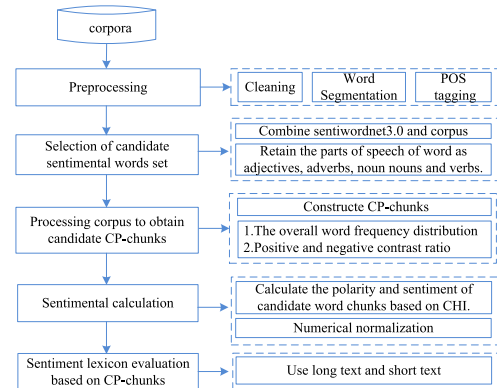 corpora
Preprocessing
Cleaning
Word
Segmentation
POS
tagging
Selection of candidate
sentimental words set
Combine sentiwordnet3.0 and corpus
Retain the parts of speech of word as
adjectives, adverbs, noun nouns and verbs.
Processing corpus to obtain
candidate CP-chunks
Constructe CP-chunks
1.The overall word frequency distribution
2.Positive and negative contrast ratio
Sentimental calculation
Calculate the polarity and sentiment of
candidate word chunks based on CHI.
Numerical normalization
Sentiment lexicon evaluation
based on CP-chunks
Use long text and short text